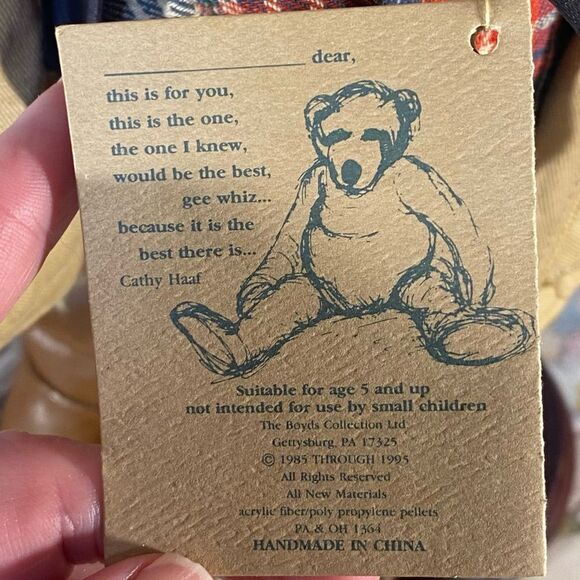 dear,
this is for you,
this is the one,
the one I knew,
would be the best,
gee whiz...
because it is the
best there is...
Cathy Haaf
Suitable for age 5 and up
not intended for use by small children
The Boyds Collection Ltd
Gettysburg, PA 17325
© 1985 THROUGH 1995
All Rights Reserved
All New Materials
acrylic fiber/poly propylene pellets
PA & OH 1364
HANDMADE IN CHINA